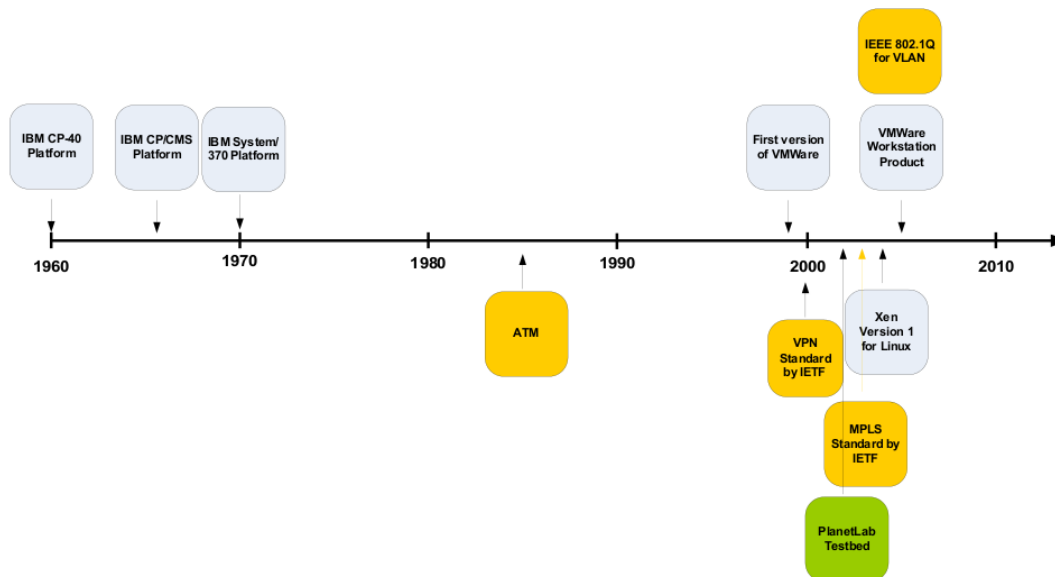 IEEE 802.1Q
for VLAN
IBM CP-40
Platform
IBM CP/CMS
Platform
IBM System/
370 Platform
First version
of VMWare
VMWare
Workstation
Product
1960
1970
1980
1990
2000
2010
ATM
VPN
Standard
by IETF
Xen
Version 1
for Linux
MPLS
Standard by
IETF
PlanetLab
Testbed